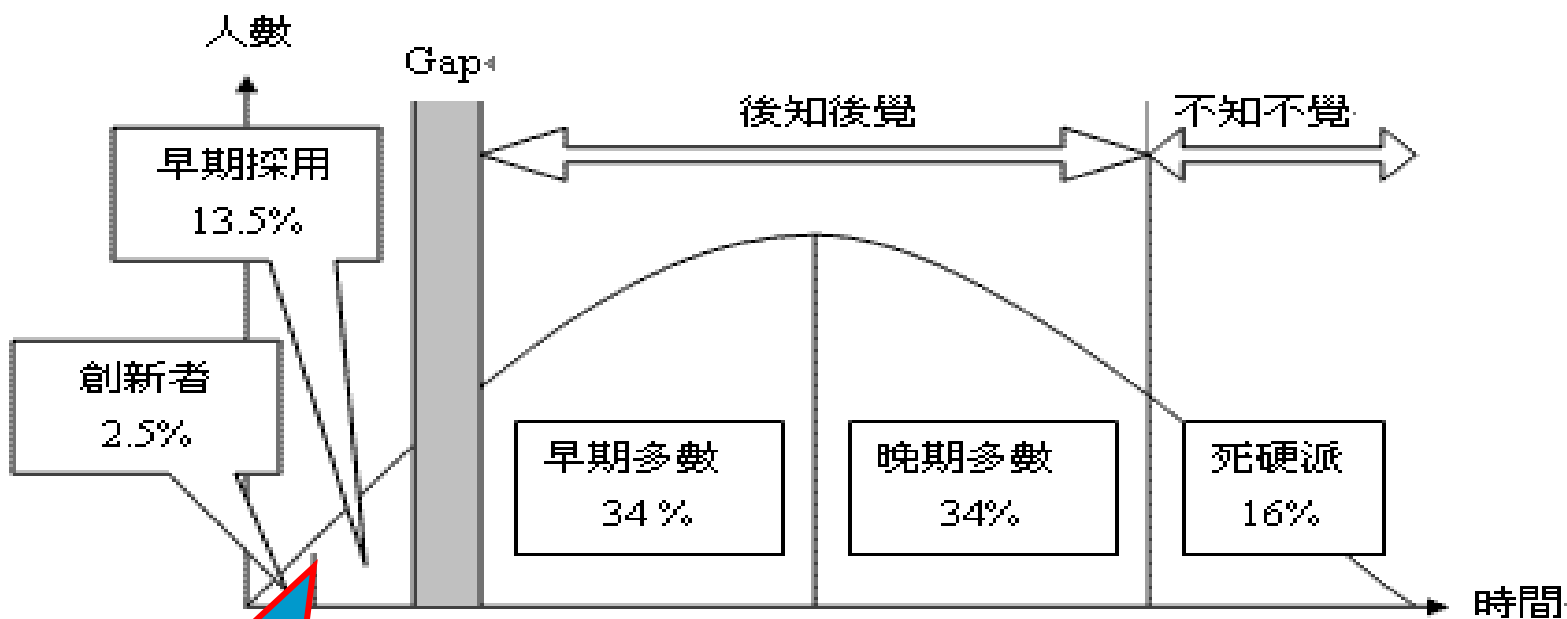 人數
Gap
後知後覺
不知不覺
早期採用
13.5%
創新者
2.5%
早期多數
34 %
晚期多數
34%
死硬派
16%
時間